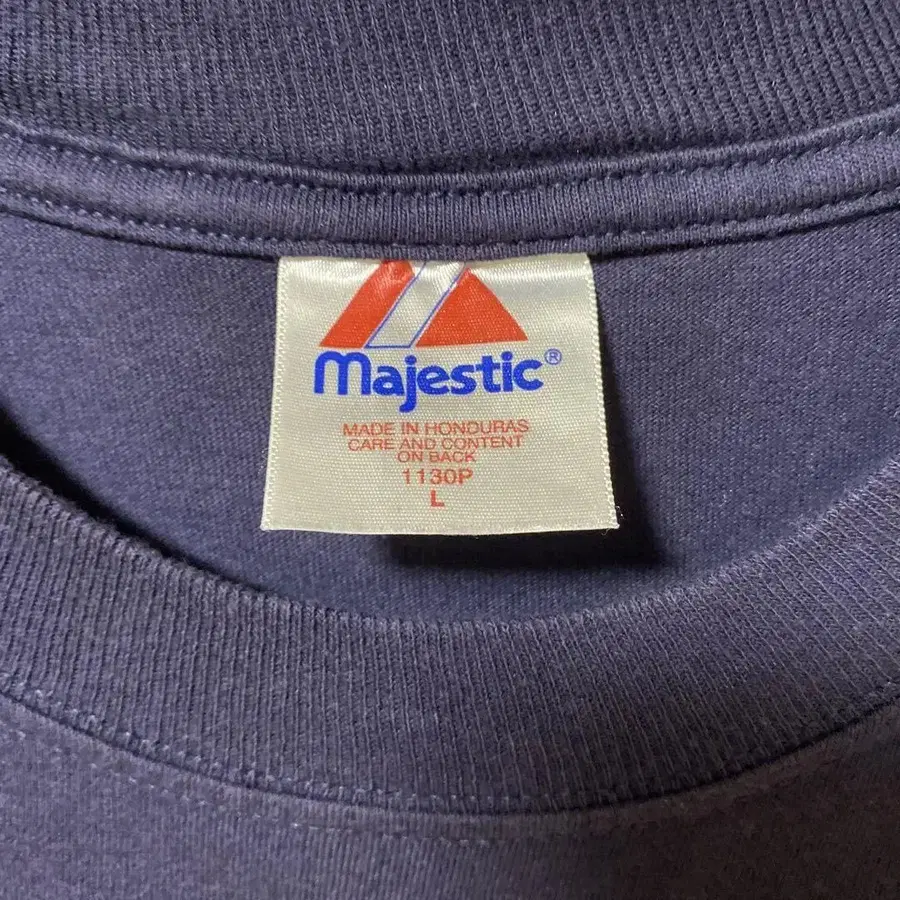 Majestic®
MADE IN HONDURAS
CARE AND CONTENT
ON BACK
1130P
L